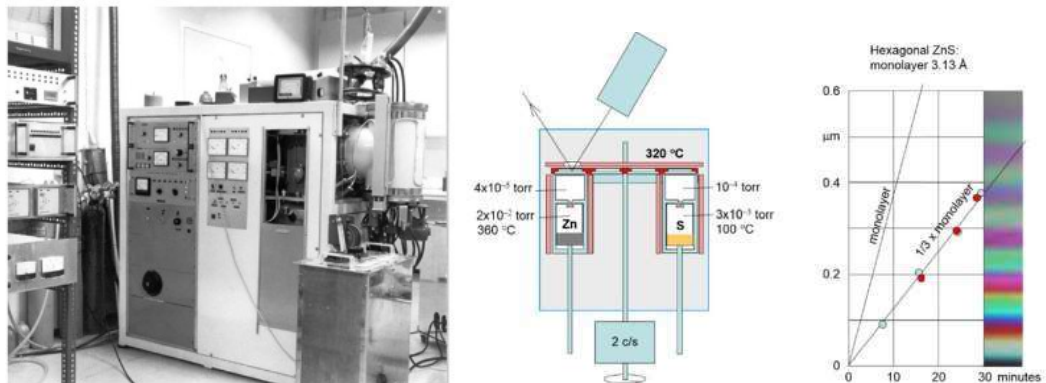 320 °C
4x10⁻⁵ torr
2x10⁻² torr
360 °C
Zn
S
10⁻⁴ torr
3x10⁻³ torr
100 °C
2 c/s
Hexagonal ZnS:
monolayer 3.13 Å
0.6
µm
0.4
0.2
0
monolayer
1/3 x monolayer
0 10 20 30 minutes